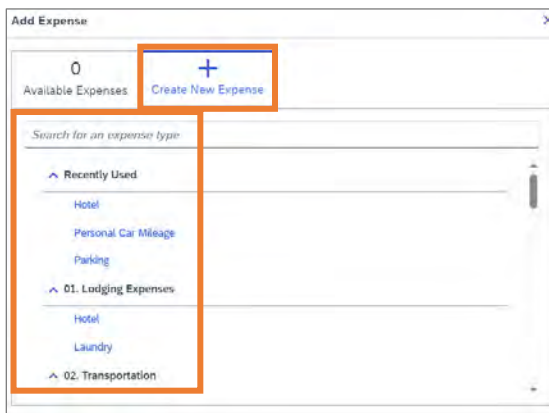 Add Expense
0
Available Expenses
+
Create New Expense
Search for an expense type
Recently Used
Hotel
Personal Car Mileage
Parking
01. Lodging Expenses
Hotel
Laundry
02. Transportation